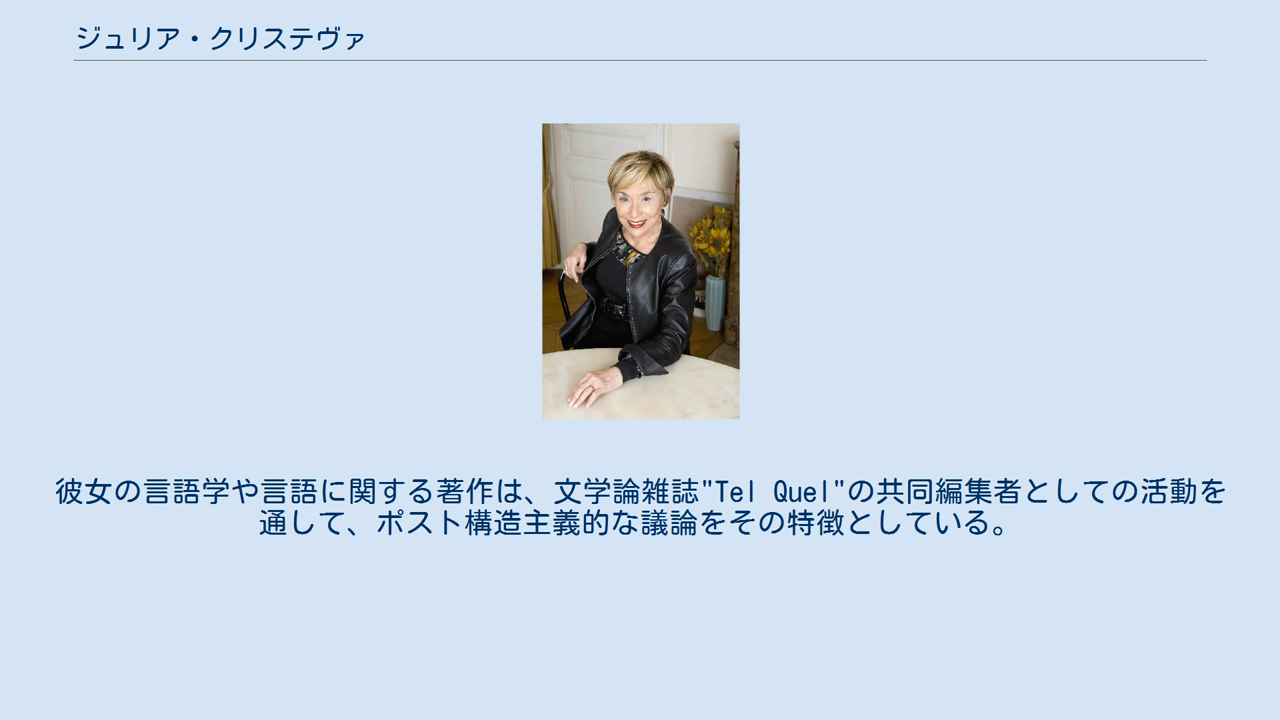 ジュリア・クリステヴァ
彼女の言語学や言語に関する著作は、文学論雑誌"Tel Quel"の共同編集者としての活動を
通して、ポスト構造主義的な議論をその特徴としている。